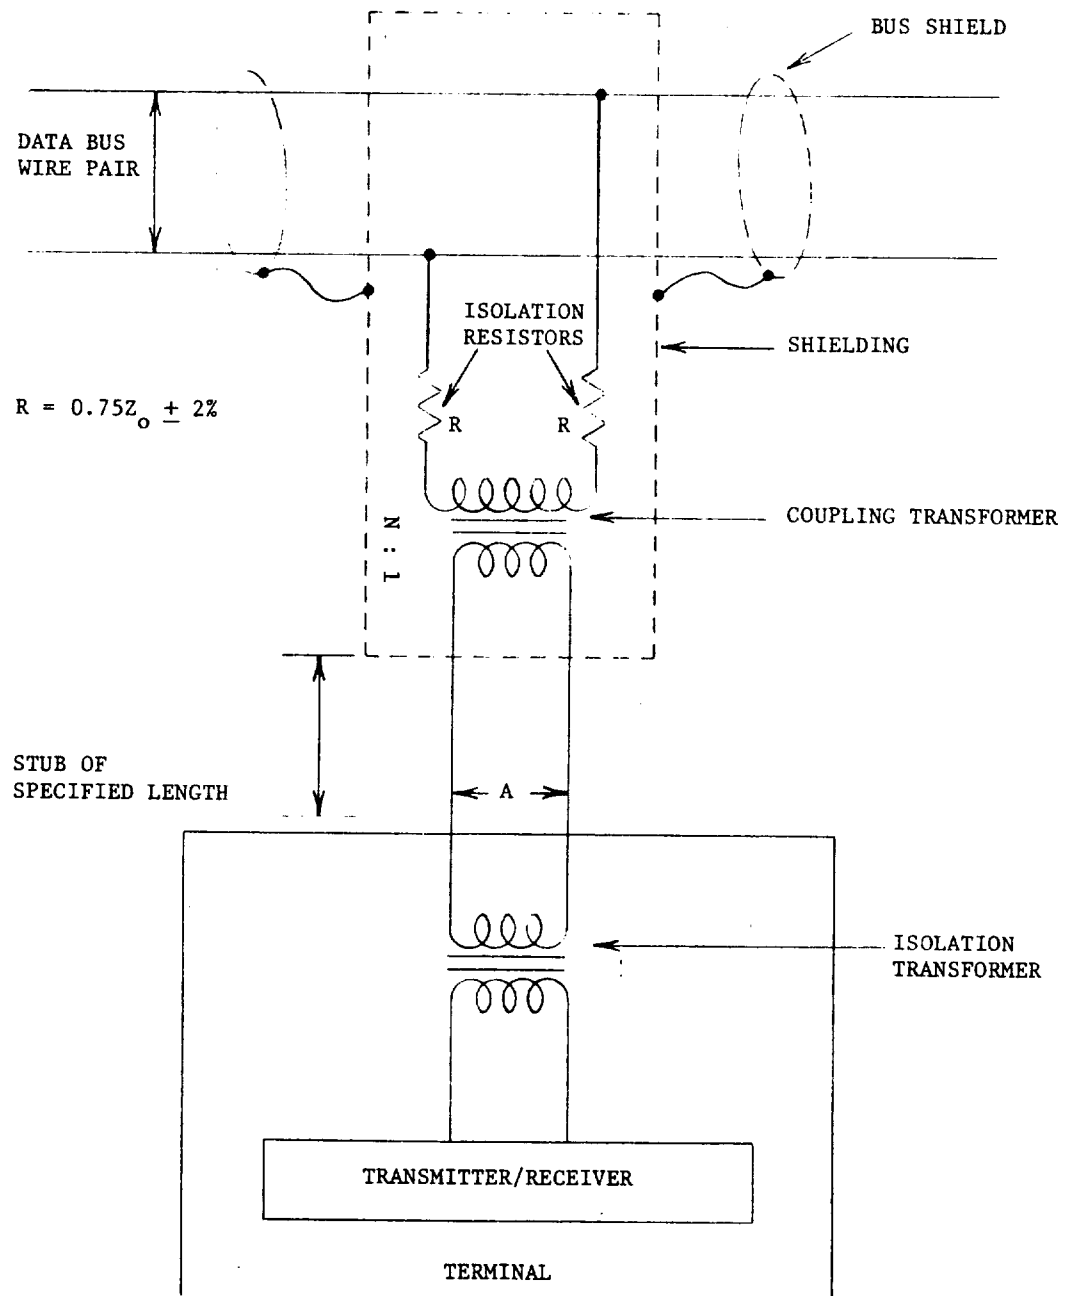 BUS SHIELD
DATA BUS
WIRE PAIR
ISOLATION
RESISTORS
SHIELDING
R = 0.75Zo ± 2%
R
R
N : 1
COUPLING TRANSFORMER
STUB OF
SPECIFIED LENGTH
A
ISOLATION
TRANSFORMER
TRANSMITTER/RECEIVER
TERMINAL